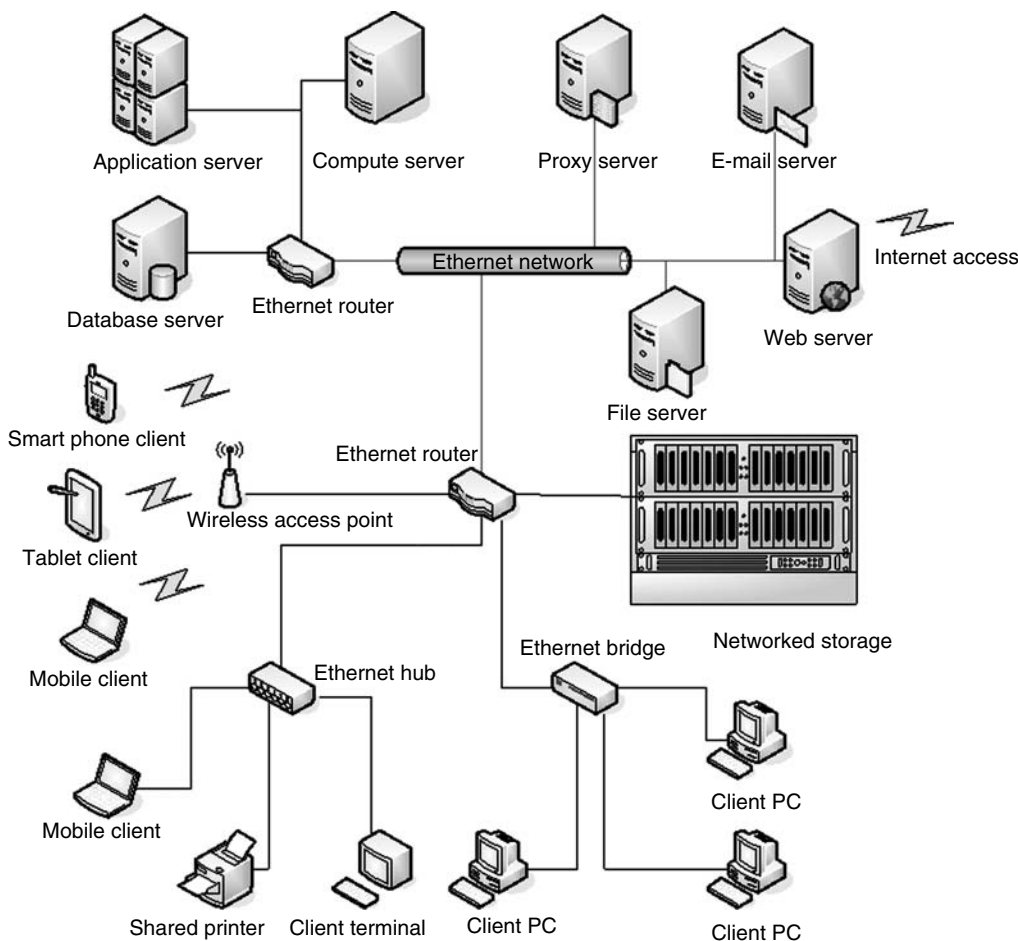 Application server
Compute server
Proxy server
E-mail server
Internet access
Ethernet network
Database server
Ethernet router
Web server
File server
Smart phone client
Ethernet router
Wireless access point
Tablet client
Networked storage
Ethernet bridge
Mobile client
Ethernet hub
Client PC
Mobile client
Shared printer
Client terminal
Client PC
Client PC